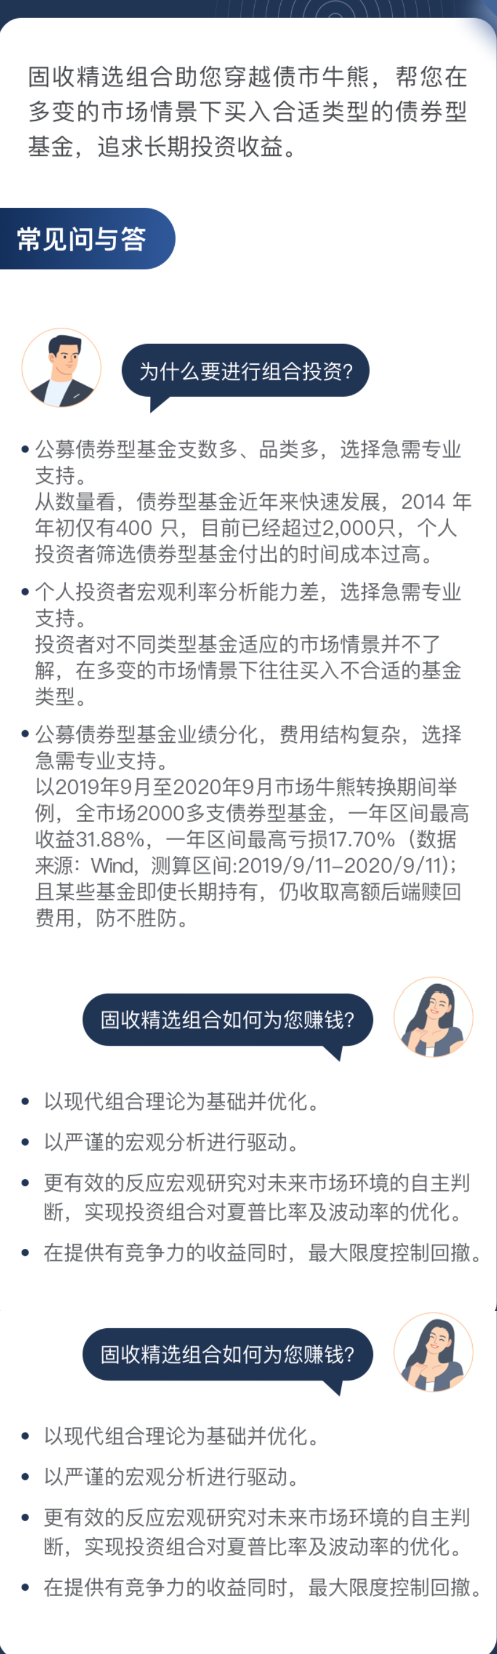 固收精选组合助您穿越债市牛熊，帮您在
多变的市场情景下买入合适类型的债券型
基金，追求长期投资收益。
常见问与答
为什么要进行组合投资?
•公募债券型基金支数多、品类多，选择急需专业
支持。
从数量看，债券型基金近年来快速发展，2014 年
年初仅有400 只，目前已经超过2,000只，个人
投资者筛选债券型基金付出的时间成本过高。
•个人投资者宏观利率分析能力差，选择急需专业
支持。
投资者对不同类型基金适应的市场情景并不了
解，在多变的市场情景下往往买入不合适的基金
类型。
•公募债券型基金业绩分化，费用结构复杂，选择
急需专业支持。
以2019年9月至2020年9月市场牛熊转换期间举
例，全市场2000多支债券型基金，一年区间最高
收益31.88%，一年区间最高亏损17.70%（数据
来源：Wind，测算区间:2019/9/11-2020/9/11)；
且某些基金即使长期持有，仍收取高额后端赎回
费用，防不胜防。
固收精选组合如何为您赚钱?
• 以现代组合理论为基础并优化。
• 以严谨的宏观分析进行驱动。
• 更有效的反应宏观研究对未来市场环境的自主判
断，实现投资组合对夏普比率及波动率的优化。
• 在提供有竞争力的收益同时，最大限度控制回撤。
固收精选组合如何为您赚钱?
• 以现代组合理论为基础并优化。
• 以严谨的宏观分析进行驱动。
• 更有效的反应宏观研究对未来市场环境的自主判
断，实现投资组合对夏普比率及波动率的优化。
• 在提供有竞争力的收益同时，最大限度控制回撤。